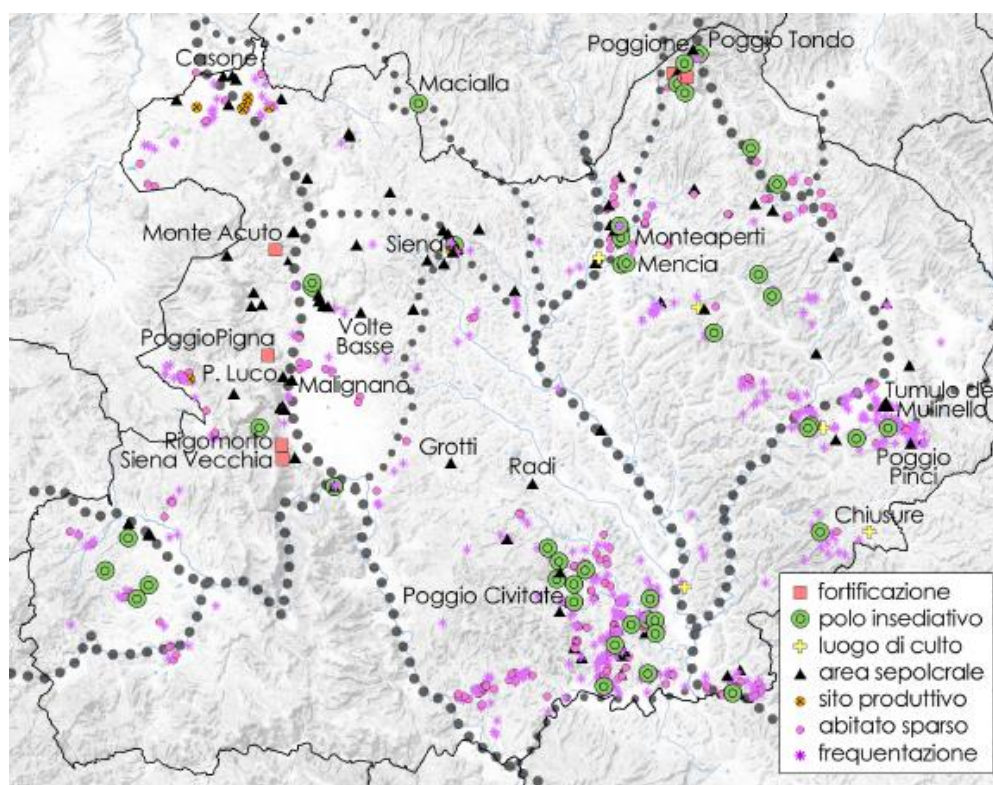 Casone
Poggione
Poggio Tondo
Macialla
Monte Acuto
Siena
Monteaperti
Mencia
PoggioPigna
Volte
Basse
P. Luco
Malignano
Tumulo de
Mulinello
Rigomorto
Siena Vecchia
Grotti
Radi
Poggio
Pinci
Chiusure
Poggio Civitate
fortificazione
polo insediativo
luogo di culto
area sepolcrale
sito produttivo
abitato sparso
frequentazione